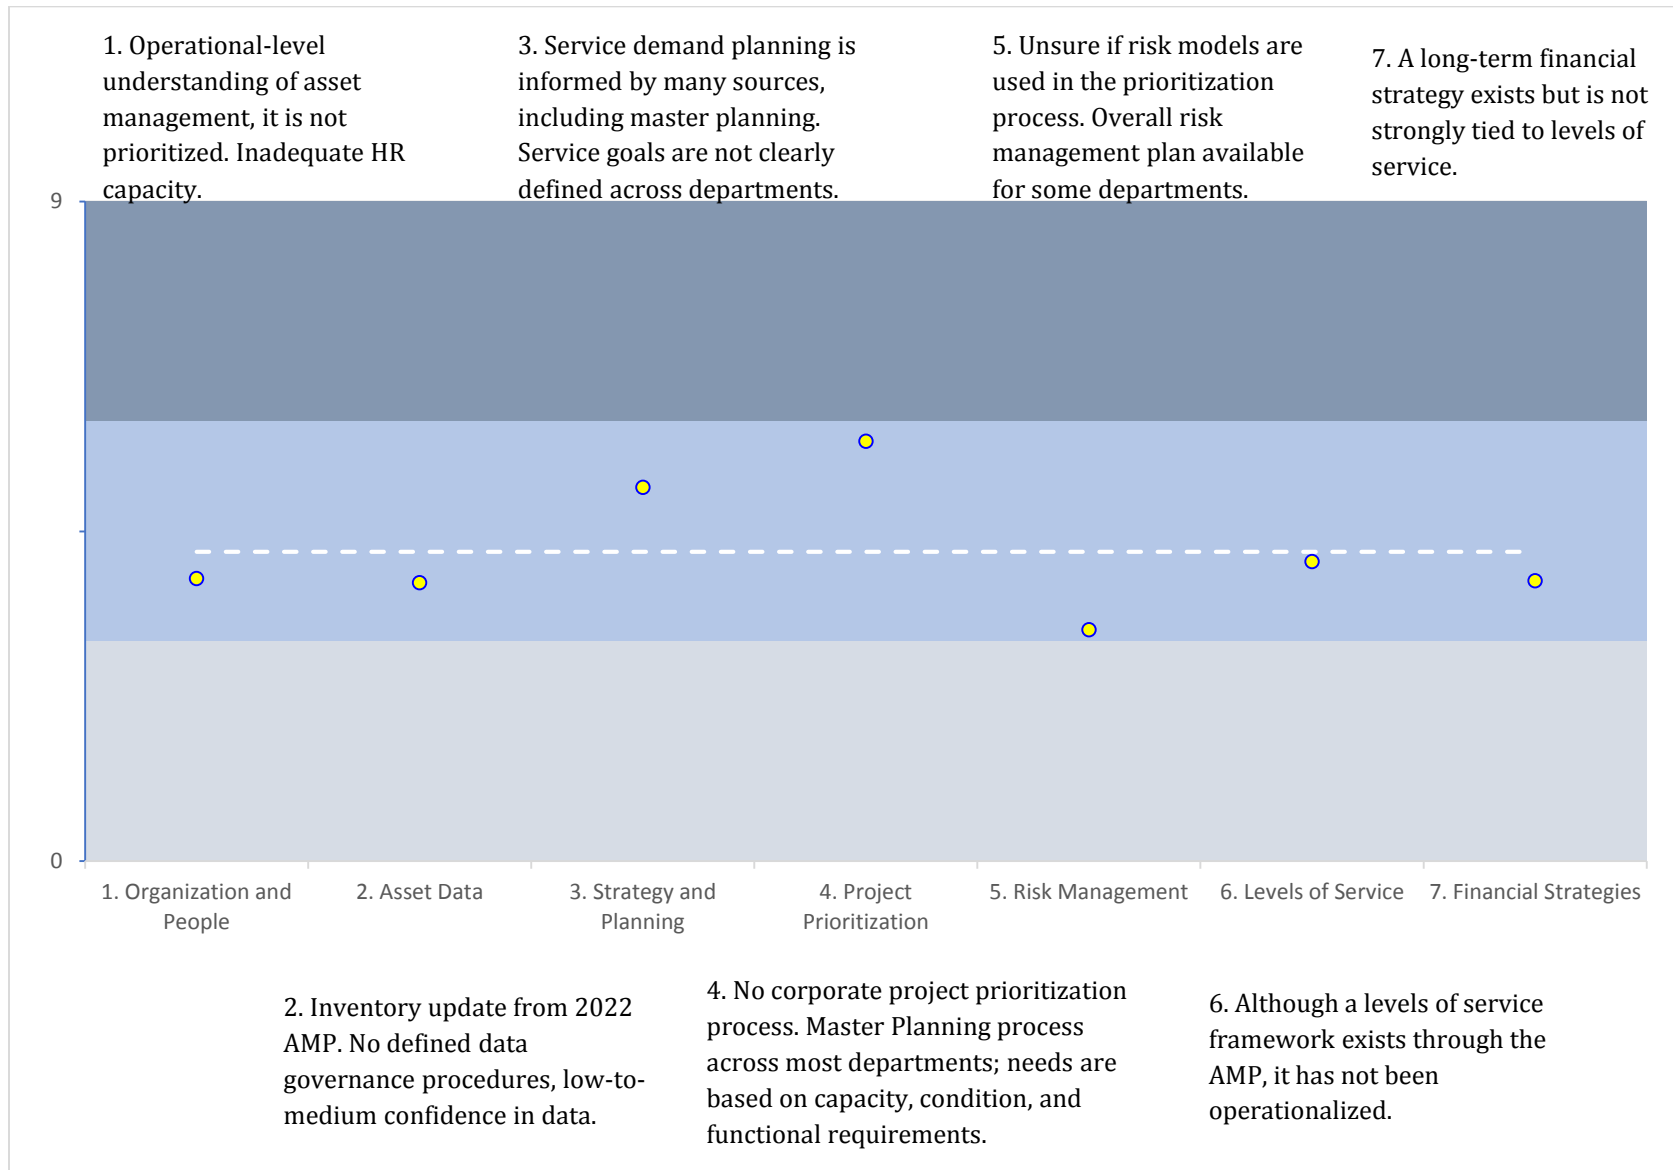 1. Operational-level
understanding of asset
management, it is not
prioritized. Inadequate HR
capacity.
3. Service demand planning is
informed by many sources,
including master planning.
Service goals are not clearly
defined across departments.
5. Unsure if risk models are
used in the prioritization
process. Overall risk
management plan available
for some departments.
7. A long-term financial
strategy exists but is not
strongly tied to levels of
service.
9
0
1. Organization and
People
2. Asset Data
3. Strategy and
Planning
4. Project
Prioritization
5. Risk Management
6. Levels of Service
7. Financial Strategies
2. Inventory update from 2022
AMP. No defined data
governance procedures, low-to-
medium confidence in data.
4. No corporate project prioritization
process. Master Planning process
across most departments; needs are
based on capacity, condition, and
functional requirements.
6. Although a levels of service
framework exists through the
AMP, it has not been
operationalized.